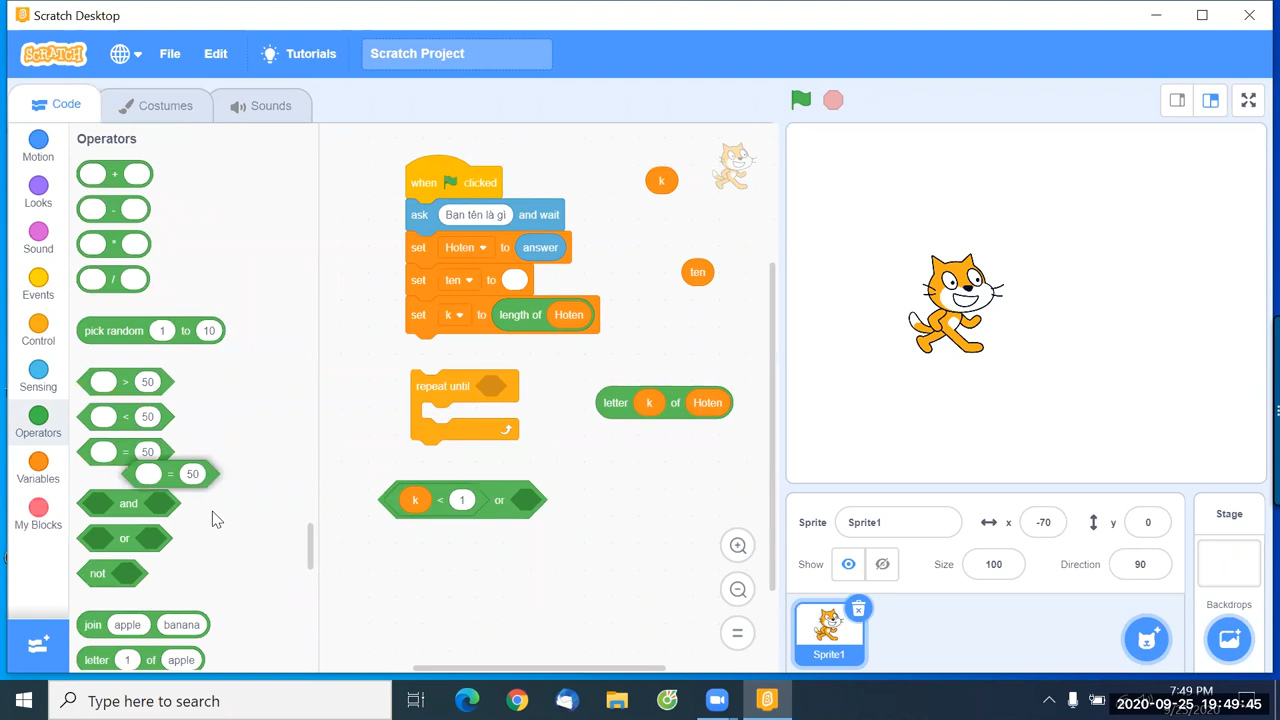 Scratch Desktop
SCRATCH File Edit Tutorials Scratch Project
Code Costumes Sounds
Motion
Looks
Sound
Events
Control
Sensing
Operators
Variables
My Blocks
Operators
+
-
*
/
pick random 1 to 10
> 50
< 50
= 50
= 50
and
or
not
join apple banana
letter 1 of apple
when clicked
ask Bạn tên là gì and wait
set Hoten to answer
set ten to
set k to length of Hoten
repeat until
k < 1 or
k
ten
letter k of Hoten
Sprite Sprite1 x -70 y 0
Show Size 100 Direction 90
Sprite1
Stage
Backdrops
Type here to search
7:49 PM
2020-09-25 19:49:45